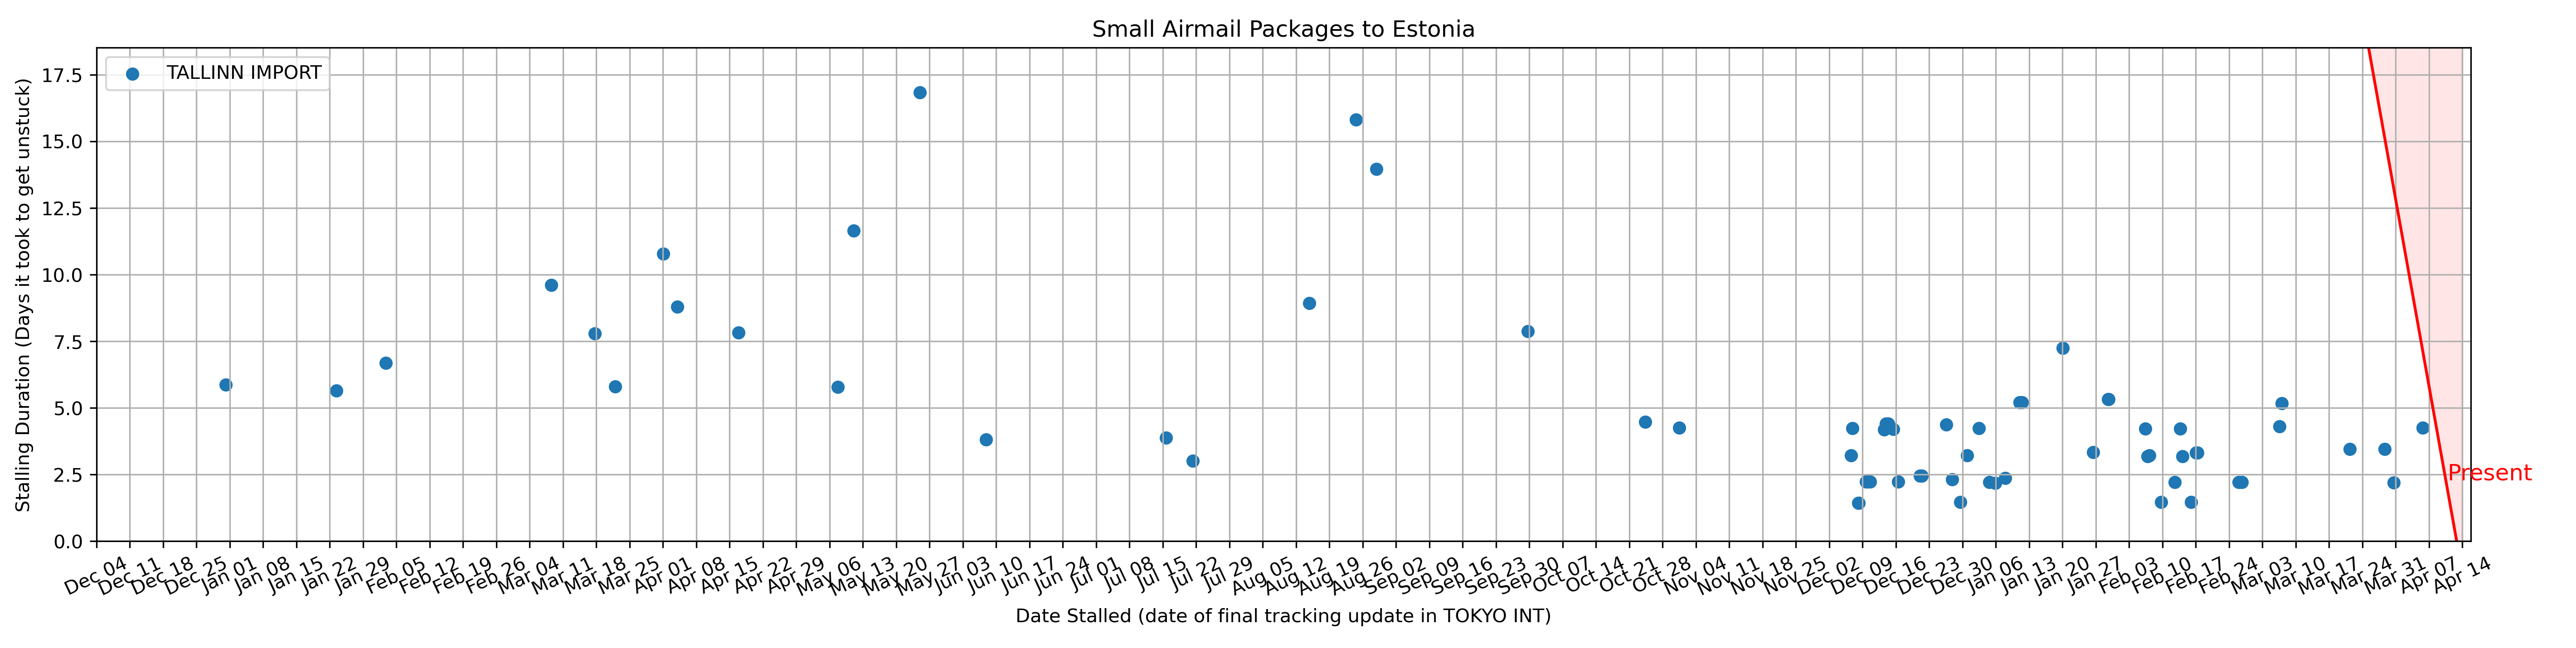 Small Airmail Packages to Estonia
TALLINN IMPORT
Stalling Duration (Days it took to get unstuck)
17.5
15.0
12.5
10.0
7.5
5.0
2.5
0.0
Present
Dec 04 Dec 11 Dec 18 Dec 25 Jan 01 Jan 08 Jan 15 Jan 22 Jan 29 Feb 05 Feb 12 Feb 19 Feb 26 Mar 04 Mar 11 Mar 18 Mar 25 Apr 01 Apr 08 Apr 15 Apr 22 Apr 29 May 06 May 13 May 20 May 27 Jun 03 Jun 10 Jun 17 Jun 24 Jul 01 Jul 08 Jul 15 Jul 22 Jul 29 Aug 05 Aug 12 Aug 19 Aug 26 Sep 02 Sep 09 Sep 16 Sep 23 Sep 30 Oct 07 Oct 14 Oct 21 Oct 28 Nov 04 Nov 11 Nov 18 Nov 25 Dec 02 Dec 09 Dec 16 Dec 23 Dec 30 Jan 06 Jan 13 Jan 20 Jan 27 Feb 03 Feb 10 Feb 17 Feb 24 Mar 03 Mar 10 Mar 17 Mar 24 Mar 31 Apr 07 Apr 14
Date Stalled (date of final tracking update in TOKYO INT)